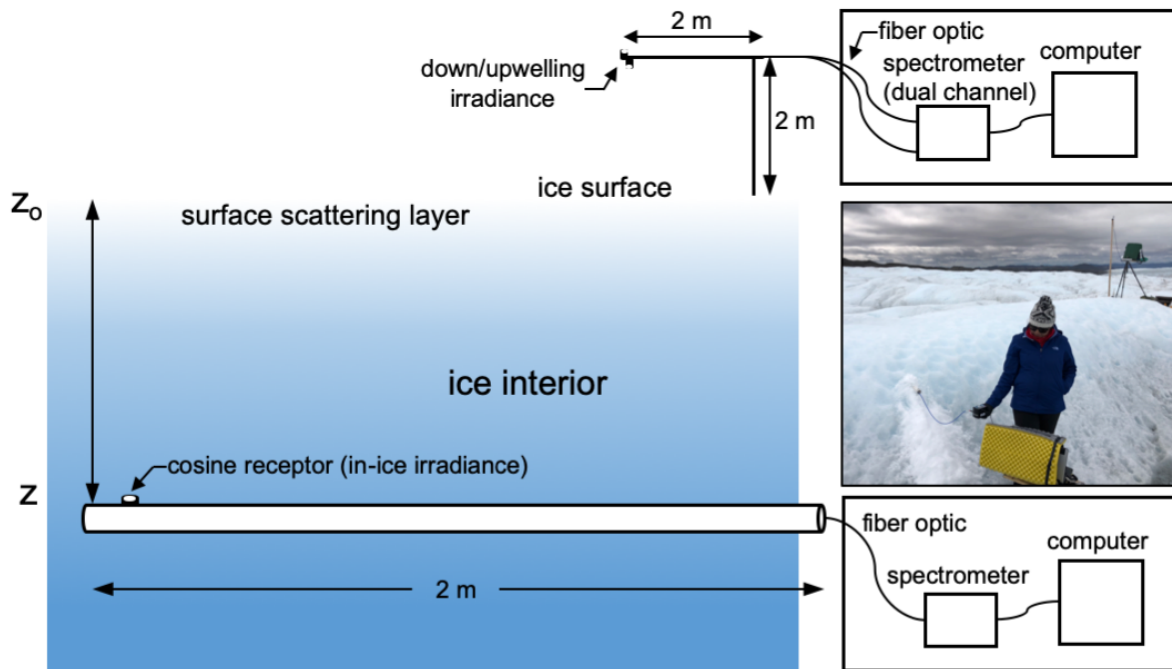 2 m
fiber optic
computer
spectrometer
(dual channel)
down/upwelling
irradiance
2 m
ice surface
zo
surface scattering layer
ice interior
cosine receptor (in-ice irradiance)
z
fiber optic
computer
spectrometer
2 m